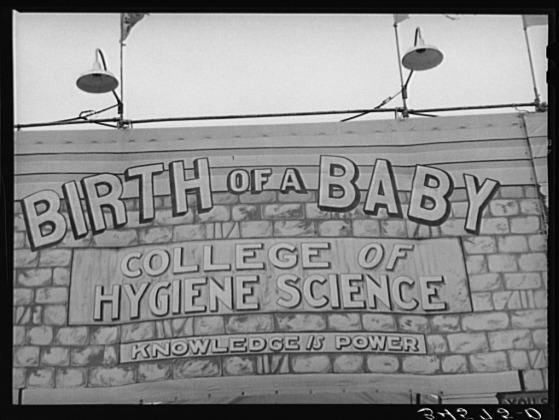 BIRTH OF A BABY
COLLEGE OF
HYGIENE SCIENCE
KNOWLEDGE IS POWER